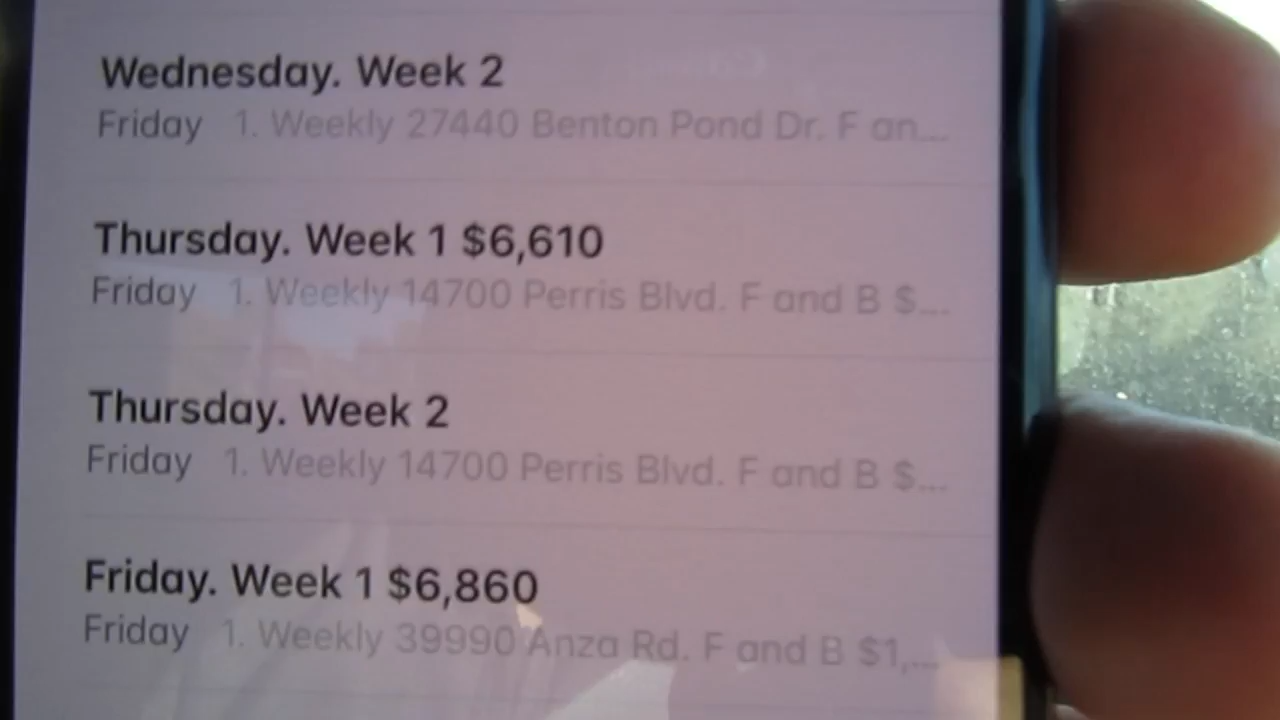 Wednesday. Week 2
Friday 1. Weekly 27440 Benton Pond Dr. F an...
Thursday. Week 1 $6,610
Friday 1. Weekly 14700 Perris Blvd. F and B $...
Thursday. Week 2
Friday 1. Weekly 14700 Perris Blvd. F and B $...
Friday. Week 1 $6,860
Friday 1. Weekly 39990 Anza Rd. F and B $1,...